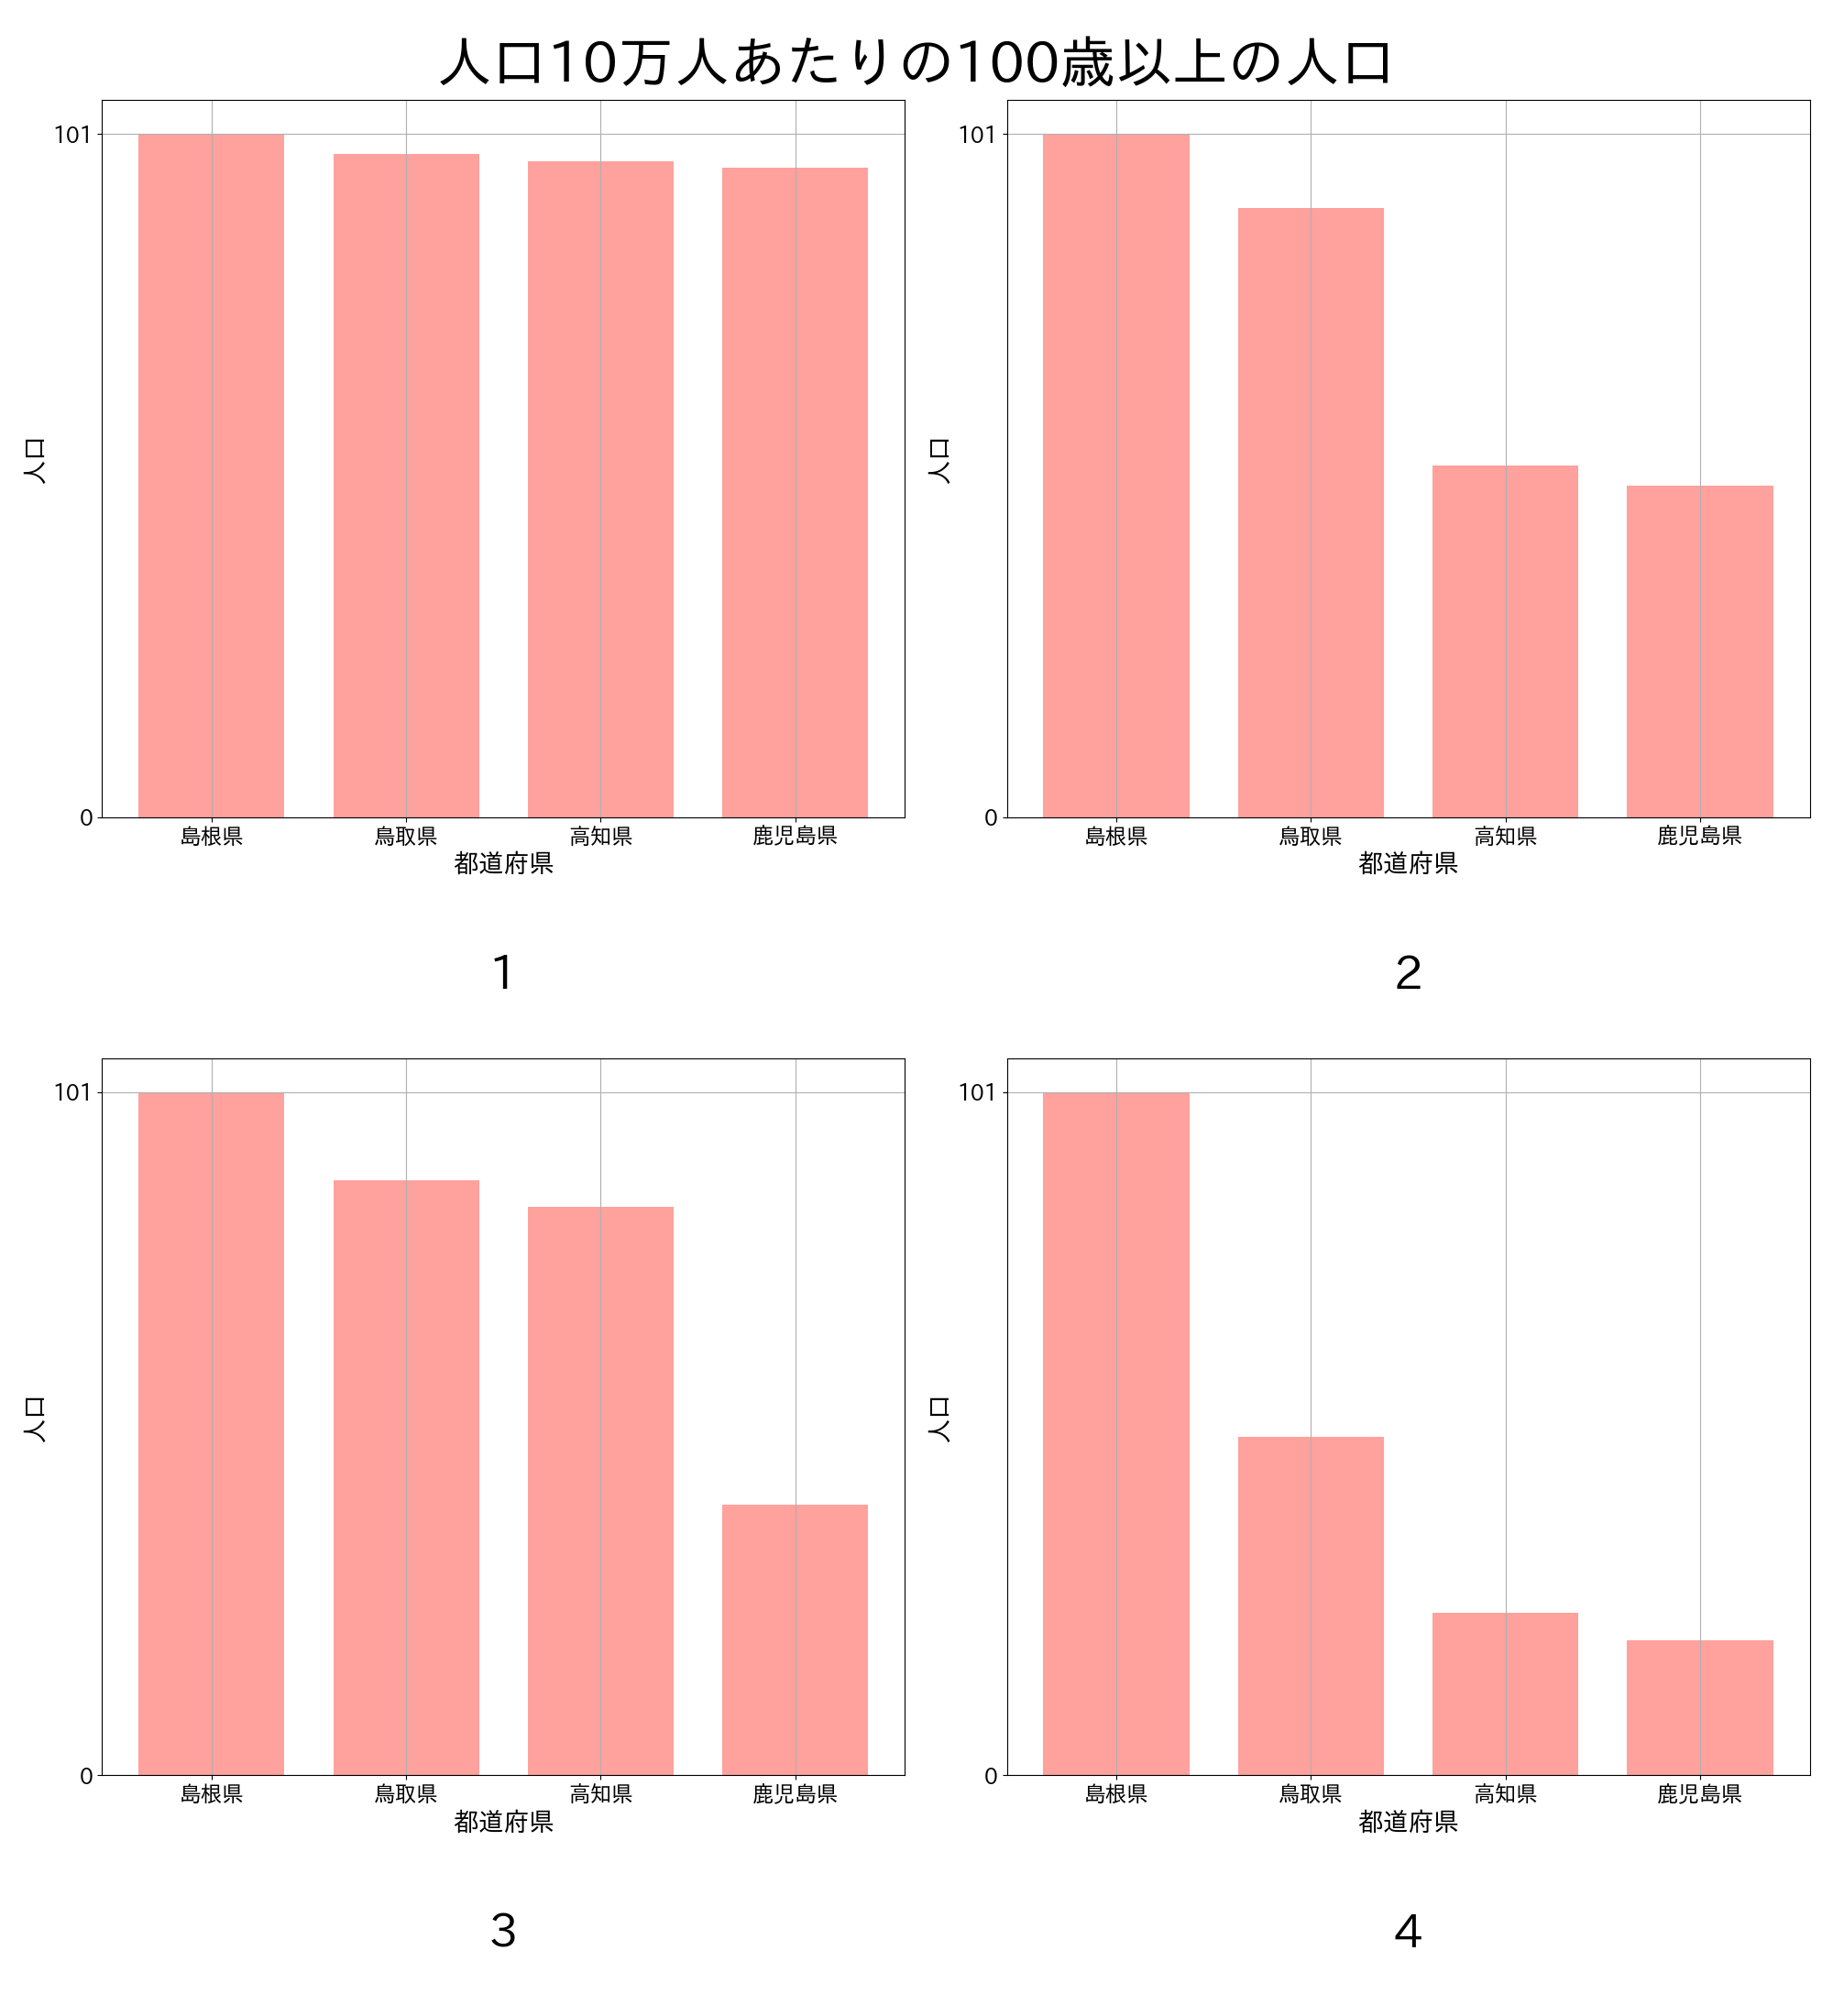 人口10万人あたりの100歳以上の人口
101
人口
0
島根県 鳥取県 高知県 鹿児島県
都道府県
1
101
人口
0
島根県 鳥取県 高知県 鹿児島県
都道府県
2
101
人口
0
島根県 鳥取県 高知県 鹿児島県
都道府県
3
101
人口
0
島根県 鳥取県 高知県 鹿児島県
都道府県
4